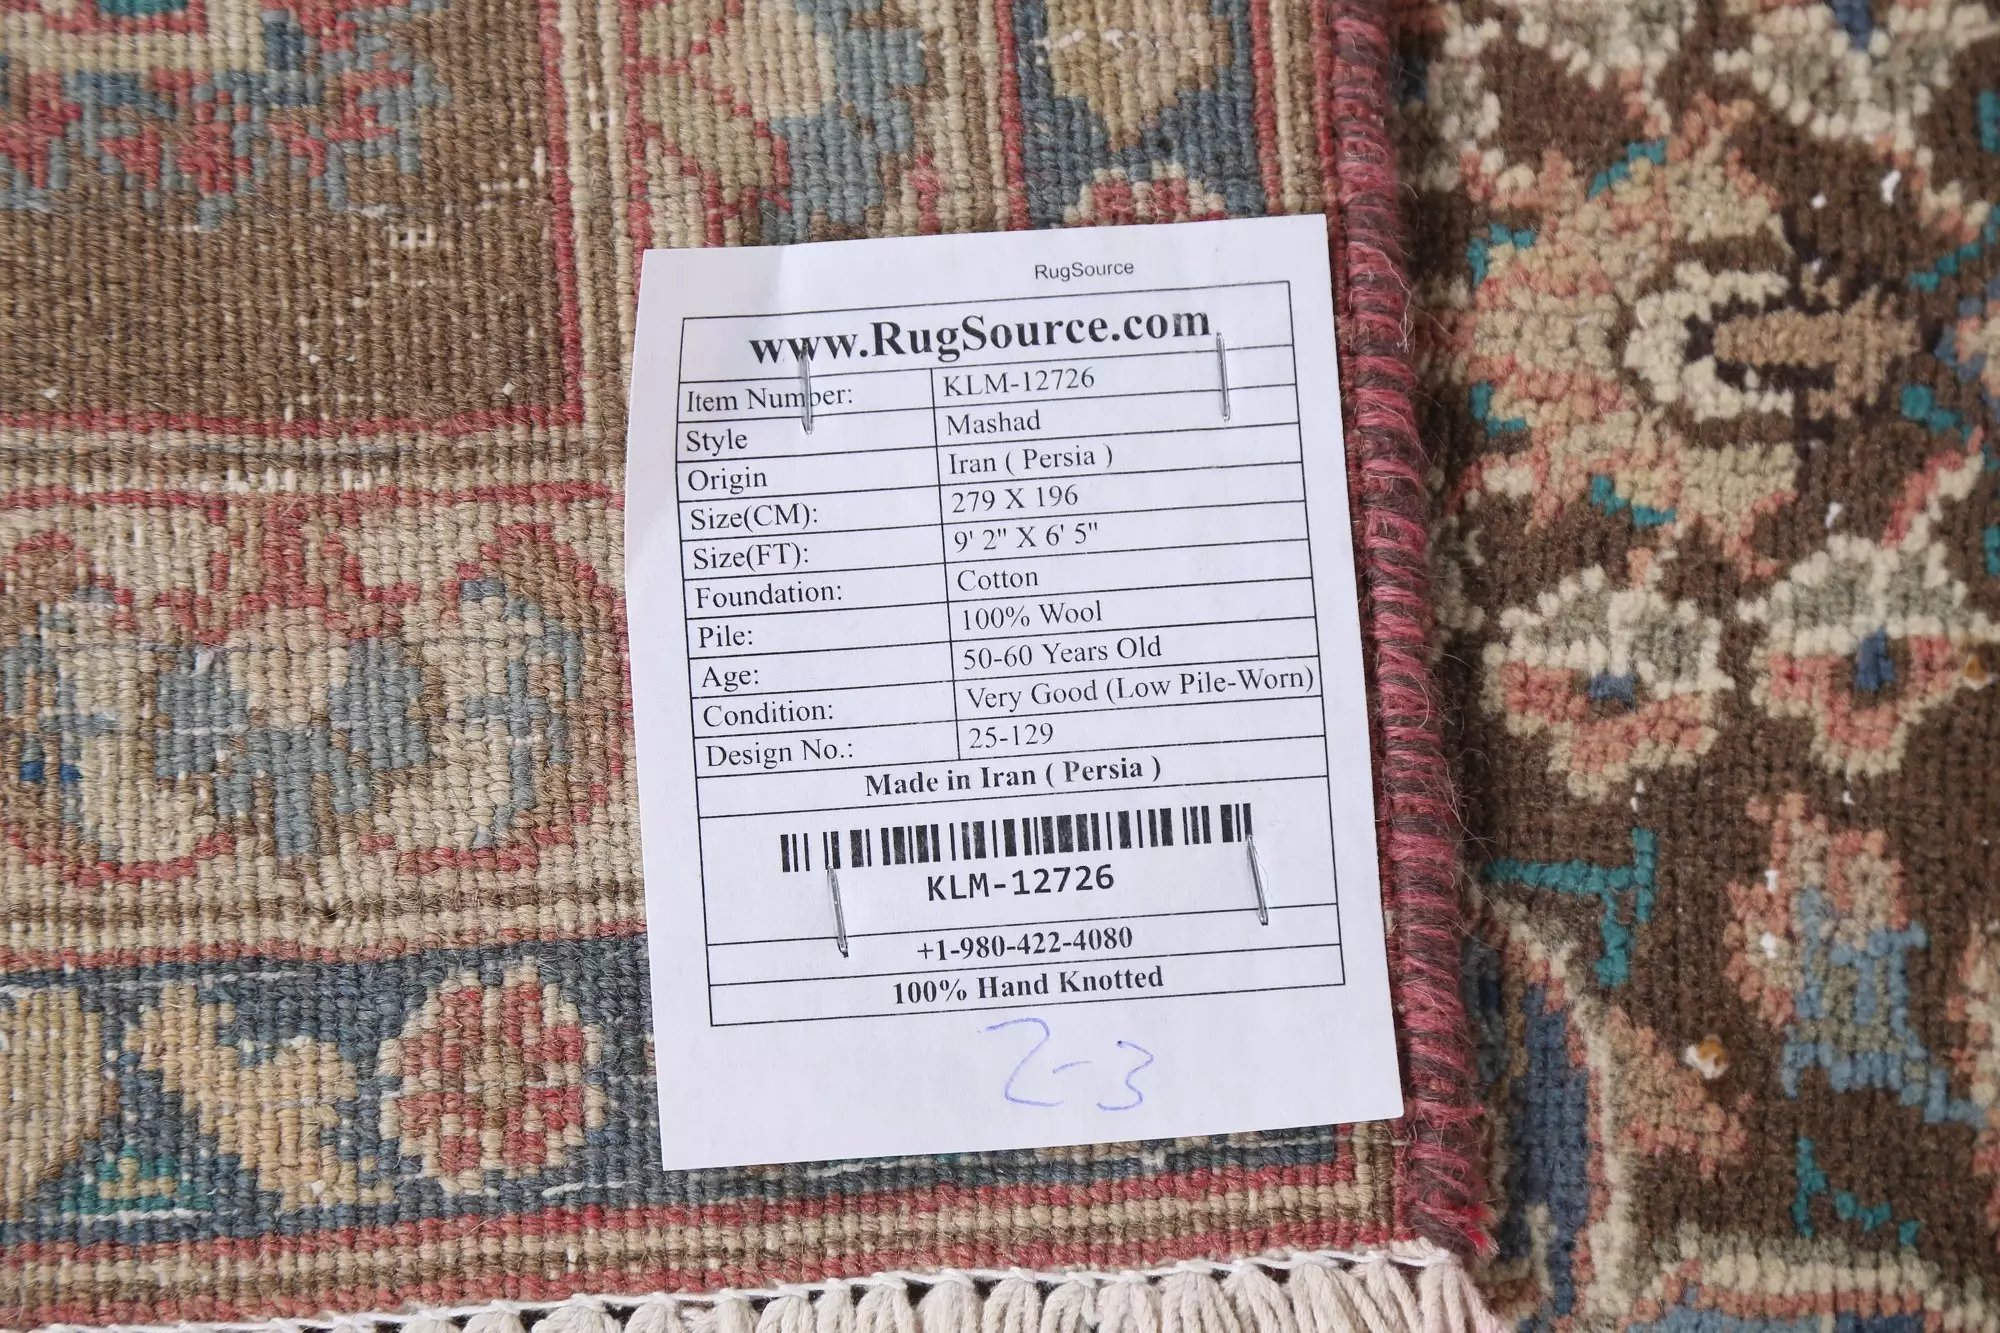 RugSource
www.RugSource.com
Item Number: KLM-12726
Style Mashad
Origin Iran ( Persia )
Size(CM): 279 X 196
Size(FT): 9' 2" X 6' 5"
Foundation: Cotton
Pile: 100% Wool
Age: 50-60 Years Old
Condition: Very Good (Low Pile-Worn)
Design No.: 25-129
Made in Iran ( Persia )
KLM-12726
+1-980-422-4080
100% Hand Knotted
2-3